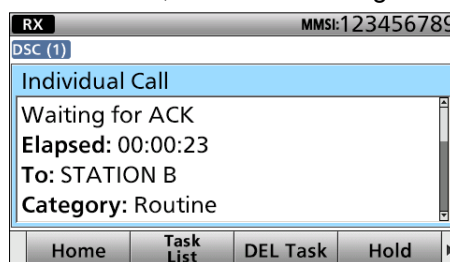 RX MMSI:123456789
DSC (1)
Individual Call
Waiting for ACK
Elapsed: 00:00:23
To: STATION B
Category: Routine
Home Task List DEL Task Hold